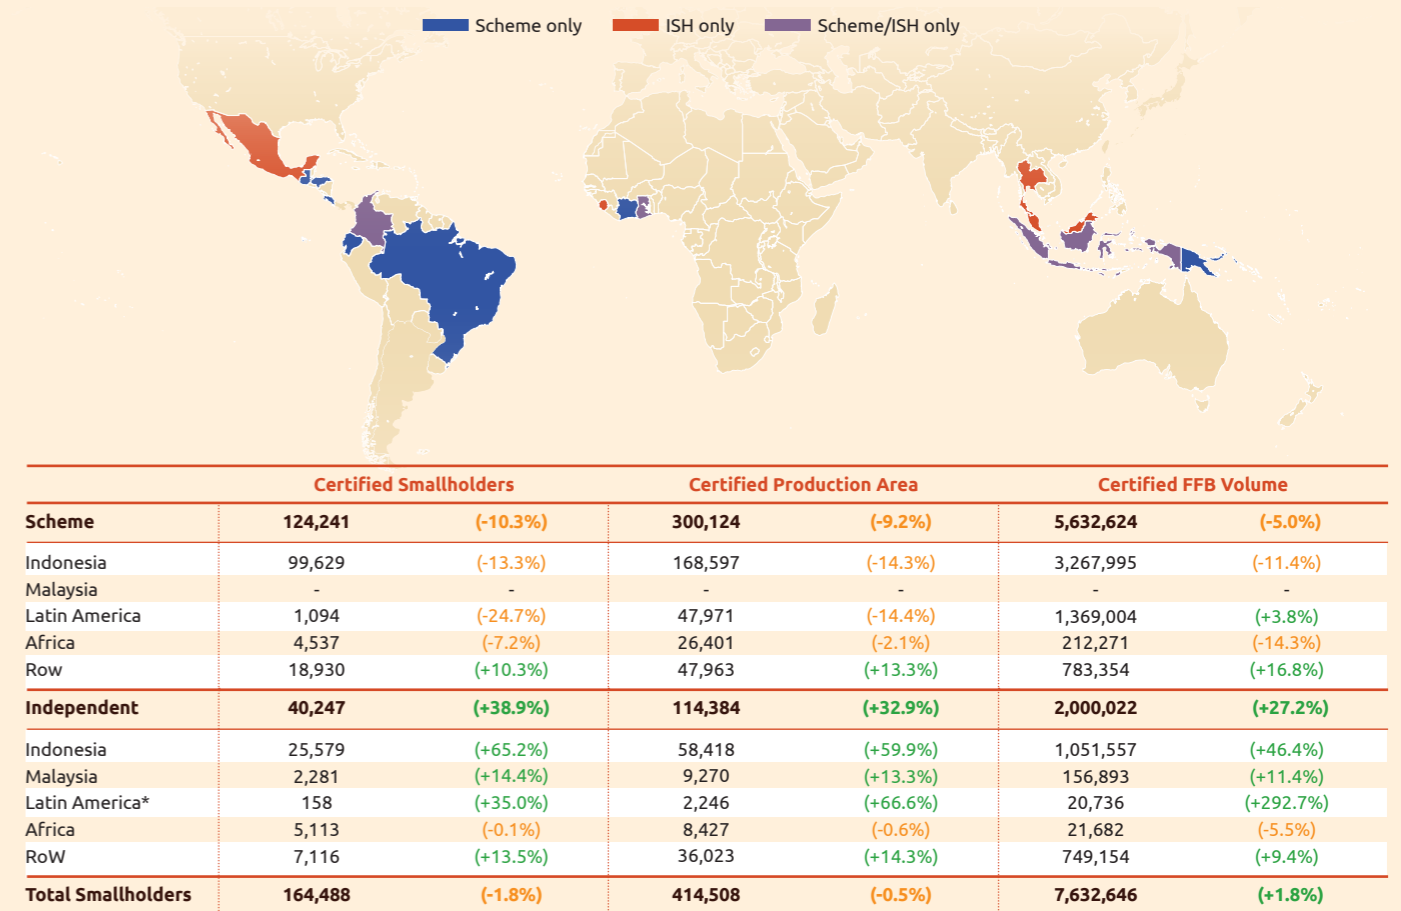 Scheme only ISH only Scheme/ISH only
Certified Smallholders Certified Production Area Certified FFB Volume
Scheme 124,241 (-10.3%) 300,124 (-9.2%) 5,632,624 (-5.0%)
Indonesia 99,629 (-13.3%) 168,597 (-14.3%) 3,267,995 (-11.4%)
Malaysia - - - - - -
Latin America 1,094 (-24.7%) 47,971 (-14.4%) 1,369,004 (+3.8%)
Africa 4,537 (-7.2%) 26,401 (-2.1%) 212,271 (-14.3%)
Row 18,930 (+10.3%) 47,963 (+13.3%) 783,354 (+16.8%)
Independent 40,247 (+38.9%) 114,384 (+32.9%) 2,000,022 (+27.2%)
Indonesia 25,579 (+65.2%) 58,418 (+59.9%) 1,051,557 (+46.4%)
Malaysia 2,281 (+14.4%) 9,270 (+13.3%) 156,893 (+11.4%)
Latin America* 158 (+35.0%) 2,246 (+66.6%) 20,736 (+292.7%)
Africa 5,113 (-0.1%) 8,427 (-0.6%) 21,682 (-5.5%)
RoW 7,116 (+13.5%) 36,023 (+14.3%) 749,154 (+9.4%)
Total Smallholders 164,488 (-1.8%) 414,508 (-0.5%) 7,632,646 (+1.8%)